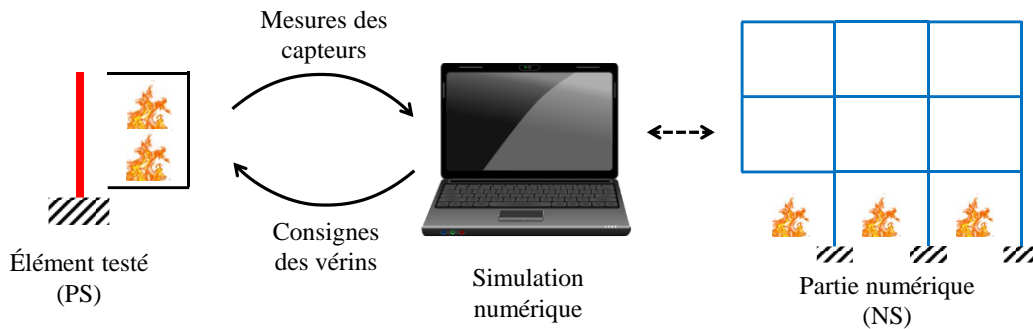 Mesures des
capteurs
Consignes
des vérins
Élément testé
(PS)
Simulation
numérique
Partie numérique
(NS)